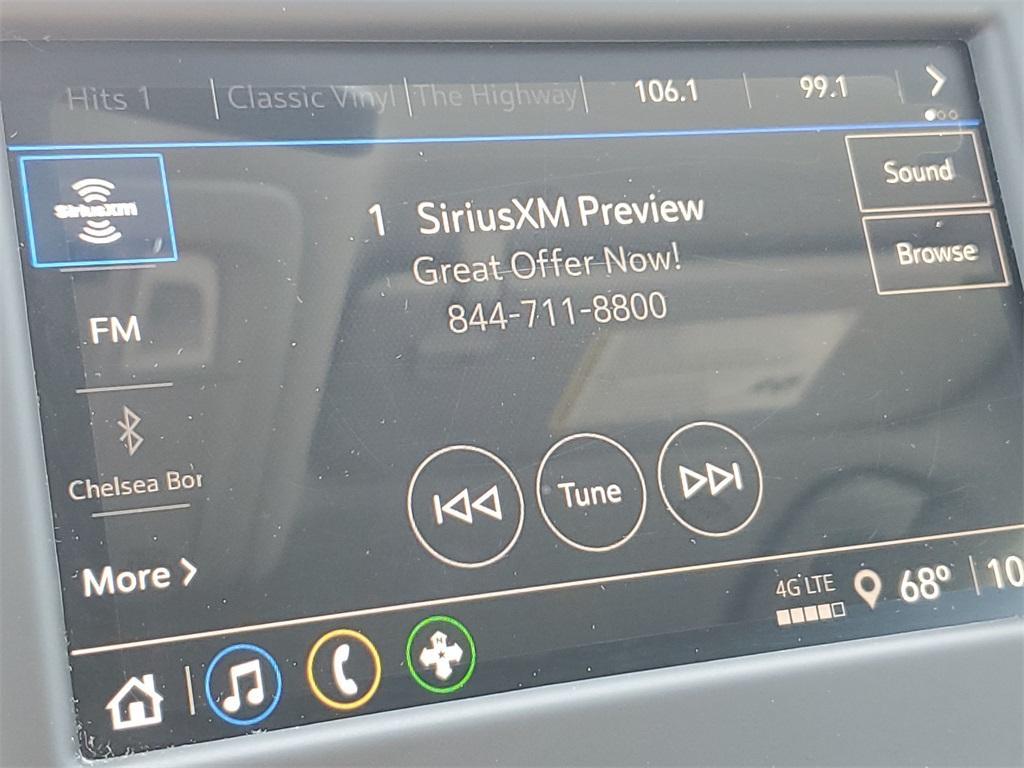 Hits 1 Classic Vinyl The Highway 106.1 99.1
siriusxm
1 SiriusXM Preview
Great Offer Now!
844-711-8800
Sound
Browse
FM
Chelsea Bor
Tune
More
4G LTE 68° 10
N